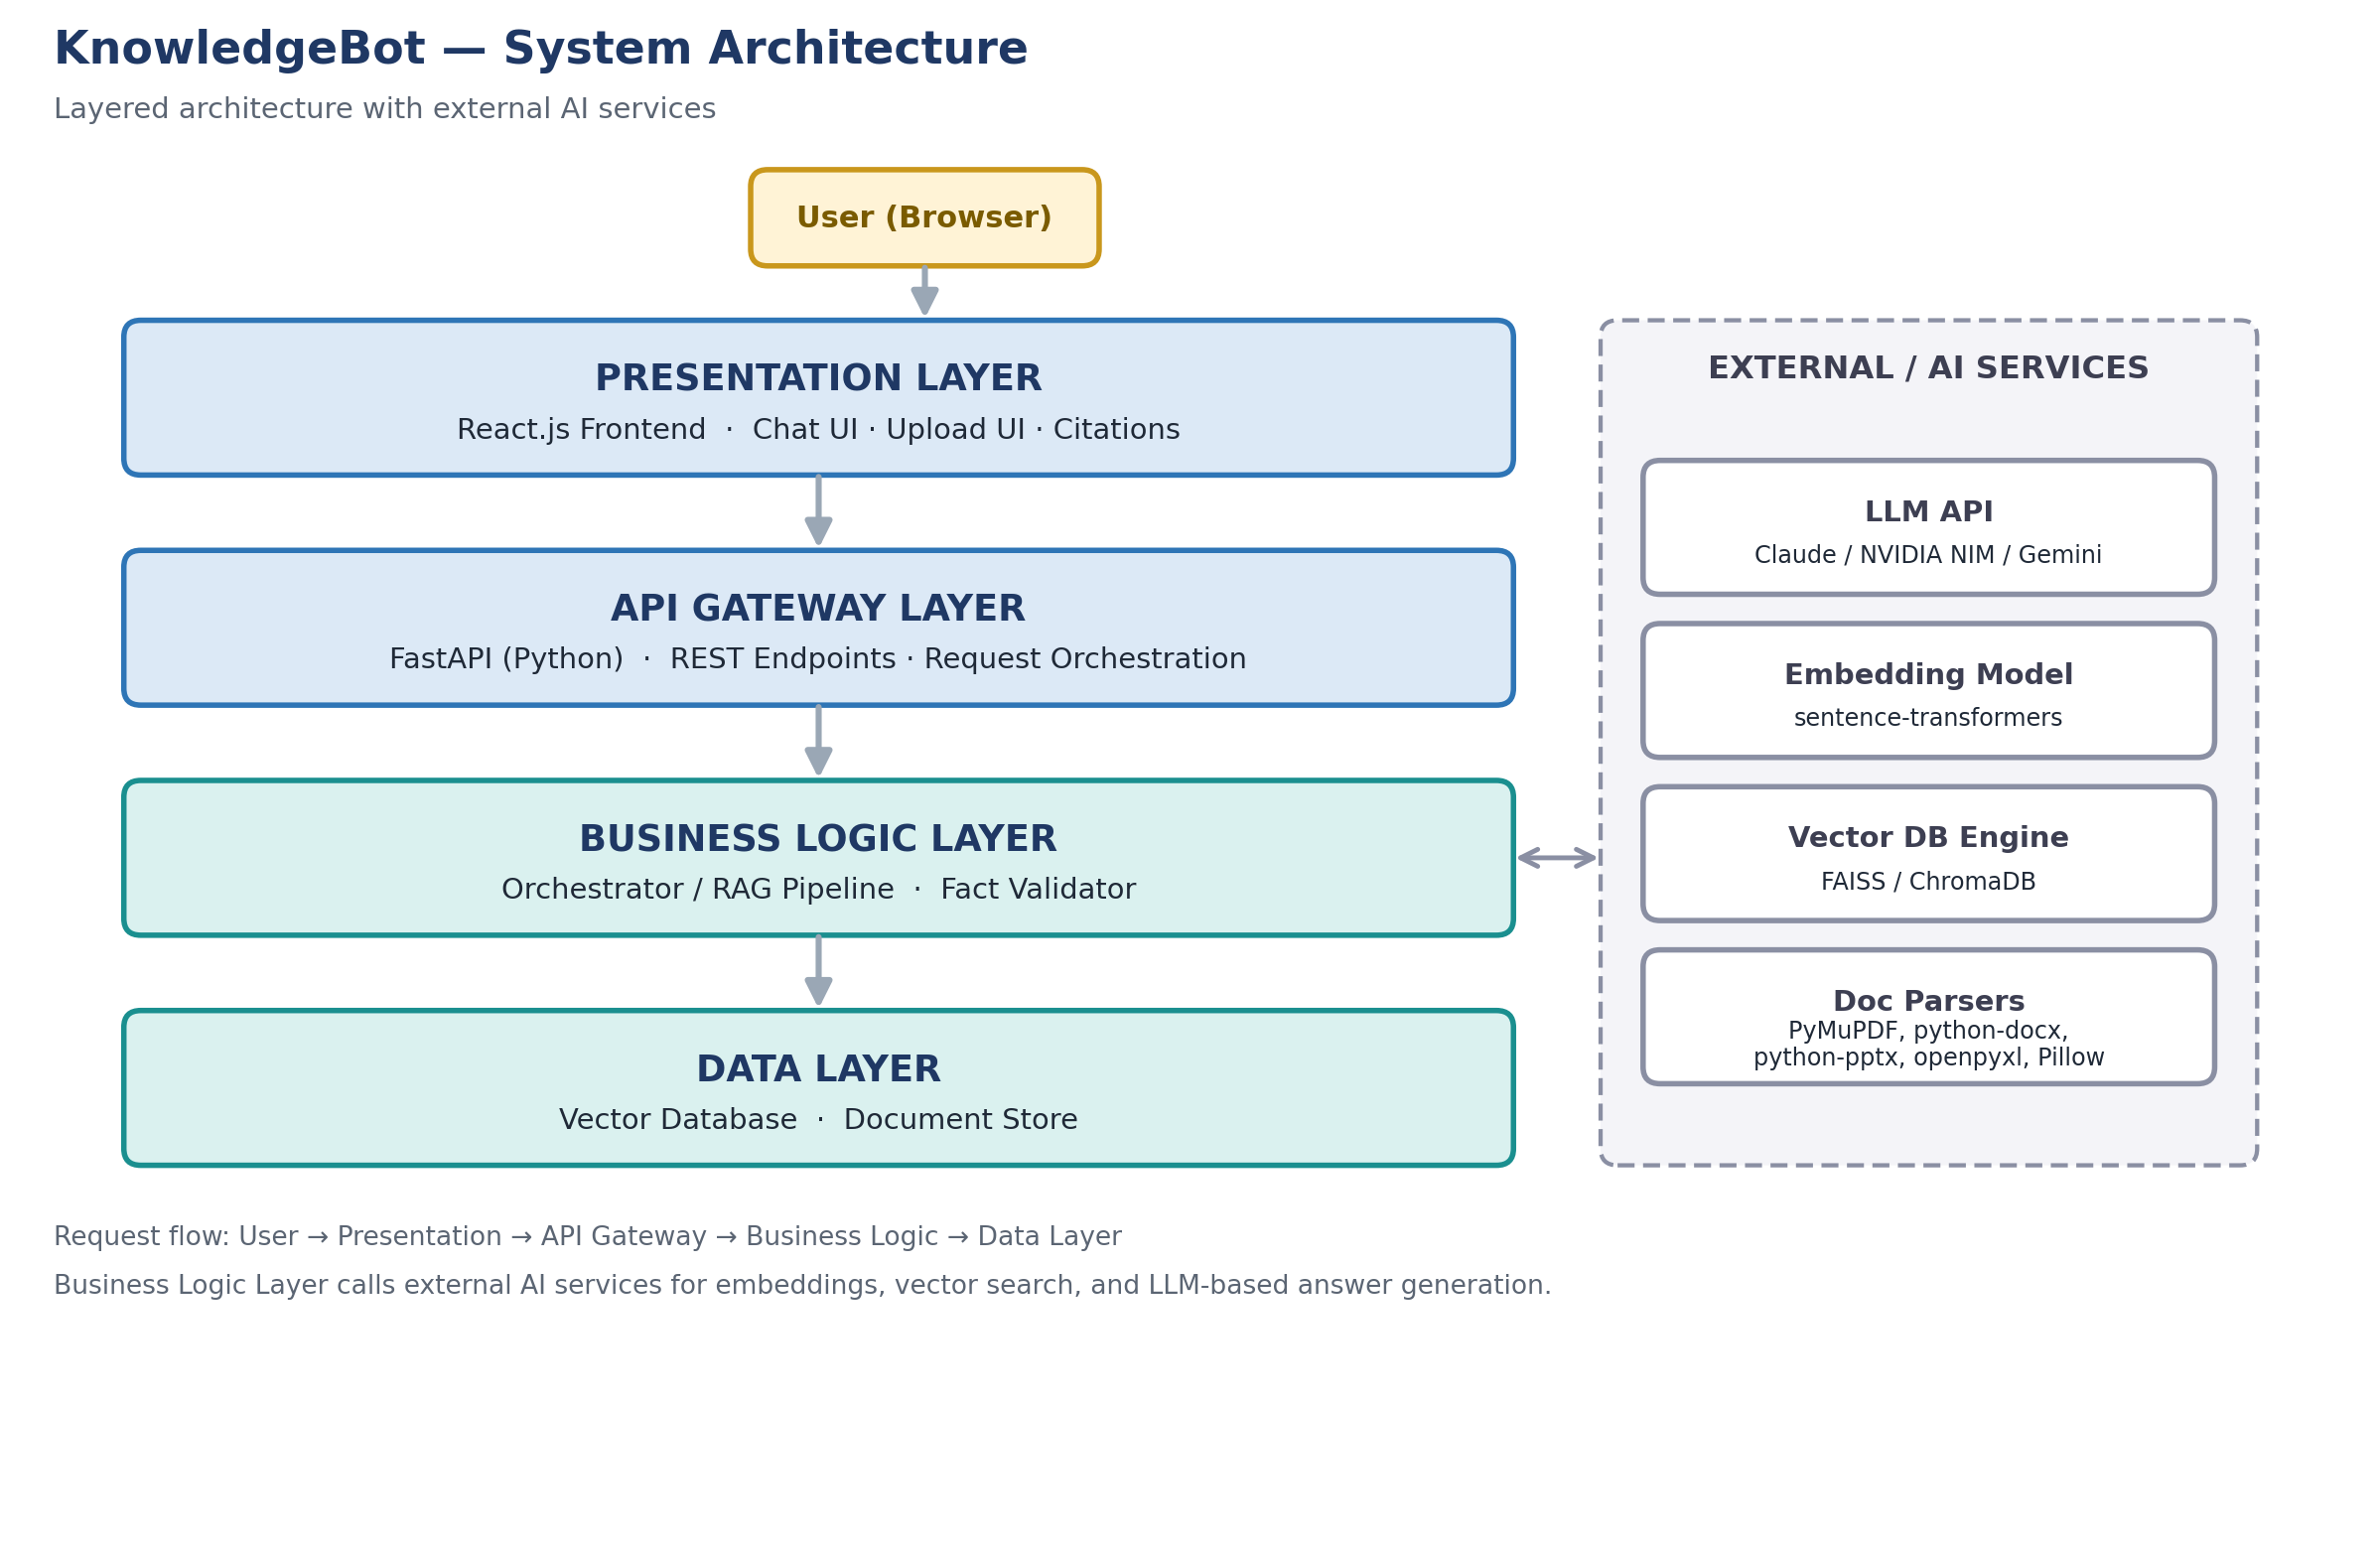 KnowledgeBot — System Architecture
Layered architecture with external AI services
User (Browser)
PRESENTATION LAYER
React.js Frontend  ·  Chat UI · Upload UI · Citations
API GATEWAY LAYER
FastAPI (Python)  ·  REST Endpoints · Request Orchestration
BUSINESS LOGIC LAYER
Orchestrator / RAG Pipeline  ·  Fact Validator
DATA LAYER
Vector Database  ·  Document Store
EXTERNAL / AI SERVICES
LLM API
Claude / NVIDIA NIM / Gemini
Embedding Model
sentence-transformers
Vector DB Engine
FAISS / ChromaDB
Doc Parsers
PyMuPDF, python-docx,
python-pptx, openpyxl, Pillow
Request flow: User → Presentation → API Gateway → Business Logic → Data Layer
Business Logic Layer calls external AI services for embeddings, vector search, and LLM-based answer generation.